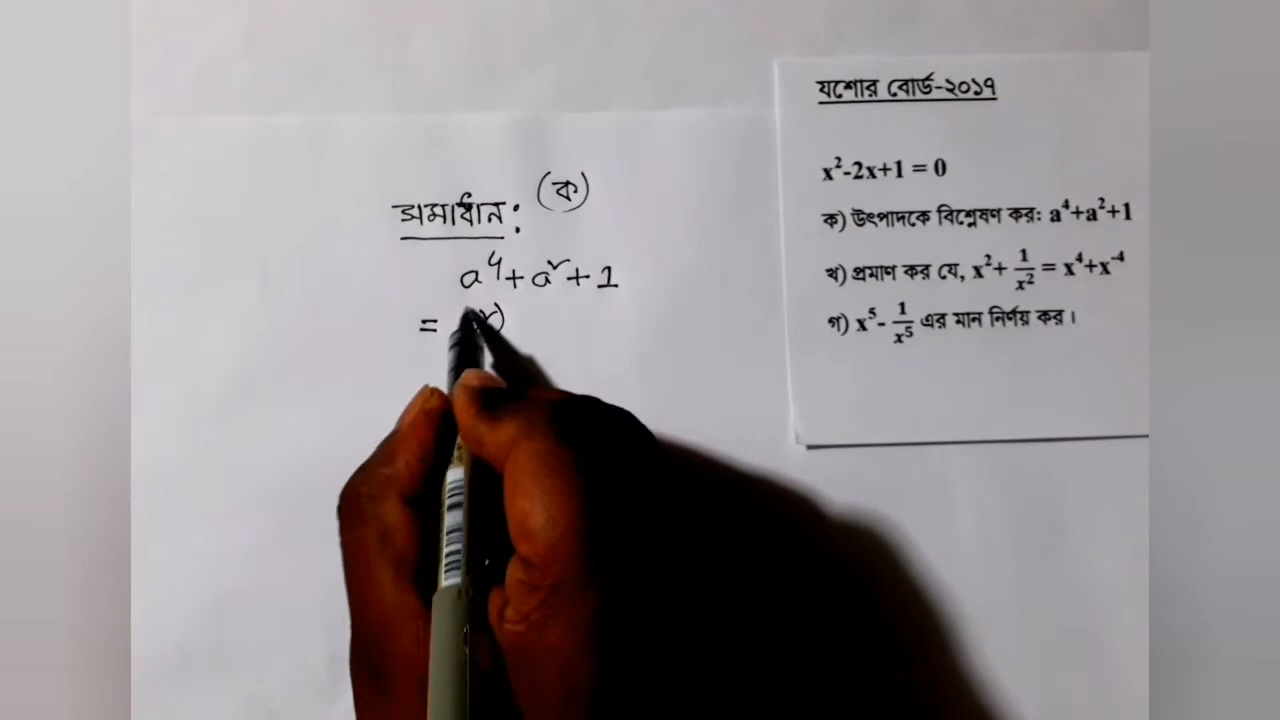 সমাধান: (ক)
a⁴+a²+1
= ²)
যশোর বোর্ড-২০১৭
x²-2x+1 = 0
ক) উৎপাদকে বিশ্লেষণ কর: a⁴+a²+1
খ) প্রমাণ কর যে, x²+ 1/x² = x⁴+x⁻⁴
গ) x⁵- 1/x⁵ এর মান নির্ণয় কর।